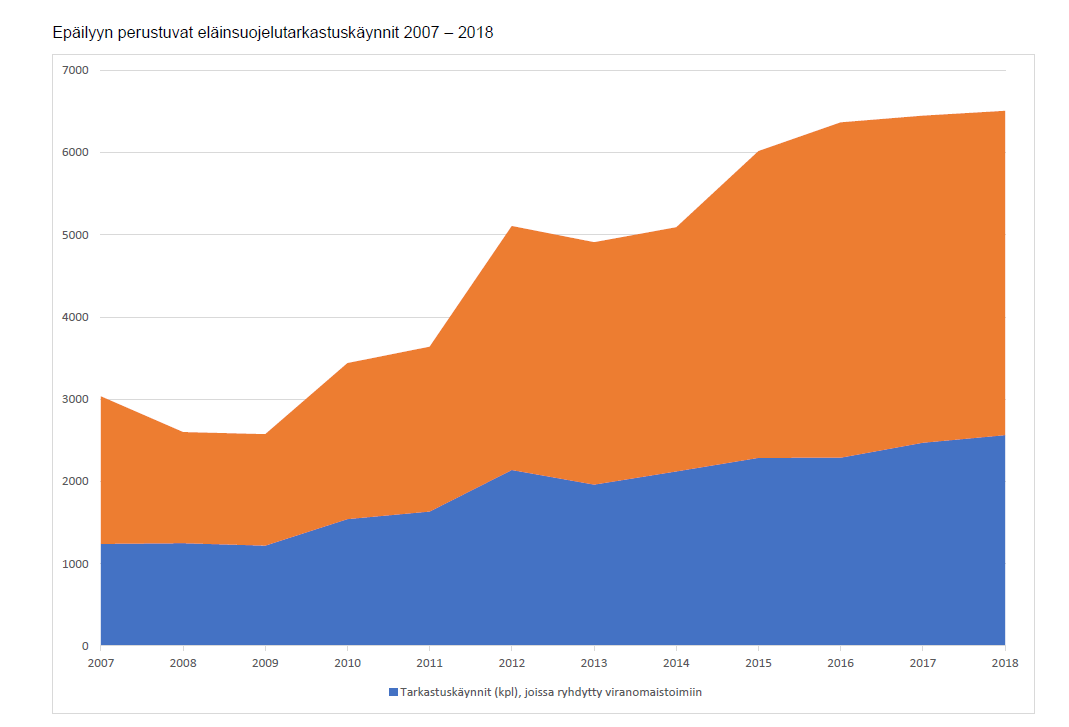 Epäilyyn perustuvat eläinsuojelutarkastuskäynnit 2007 – 2018
7000
6000
5000
4000
3000
2000
1000
0
2007 2008 2009 2010 2011 2012 2013 2014 2015 2016 2017 2018
Tarkastuskäynnit (kpl), joissa ryhdytty viranomaistoimiin